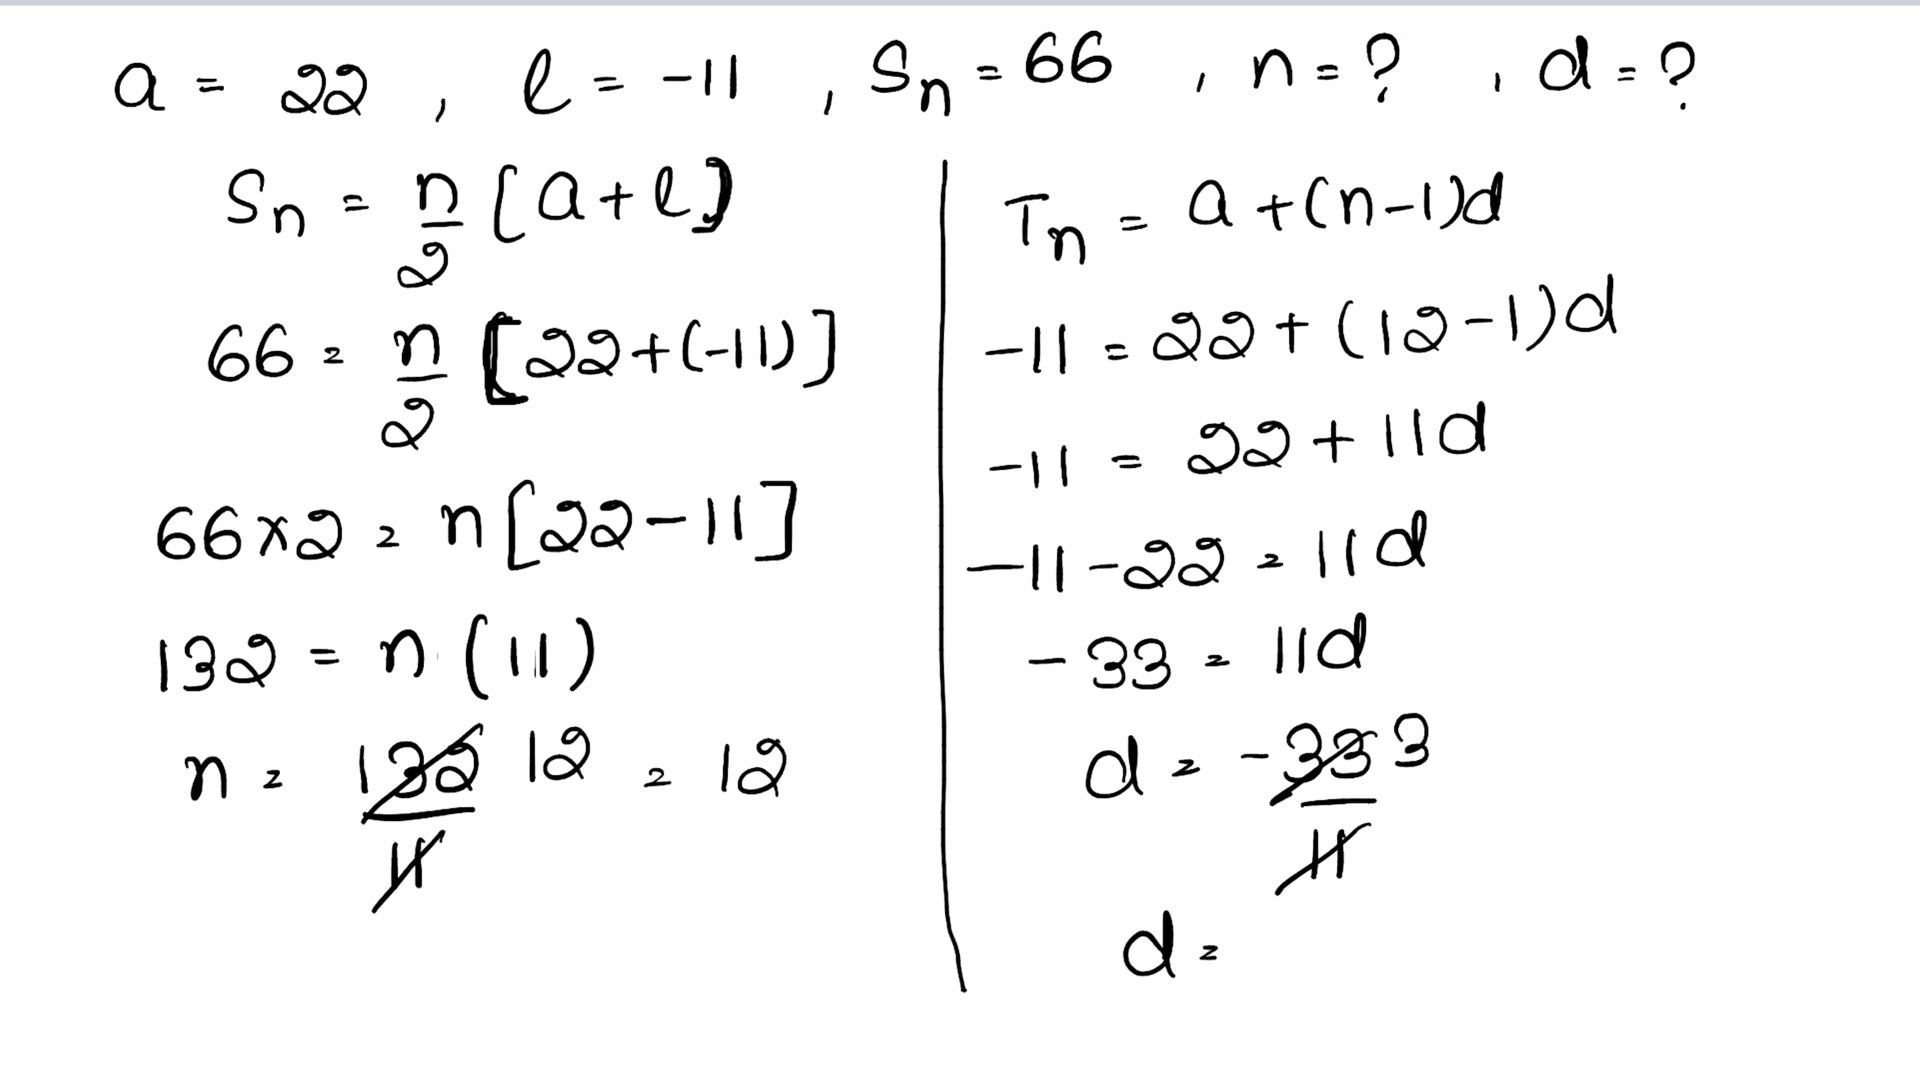 a = 22 , l = -11 , Sn = 66 , n = ? , d = ?
Sn = n/2 [a+l]
66 = n/2 [22+(-11)]
66×2 = n[22-11]
132 = n (11)
n = 132/11 12 = 12
Tn = a +(n-1)d
-11 = 22+(12-1)d
-11 = 22+11d
-11-22 = 11d
-33 = 11d
d = -33/11 3
d =